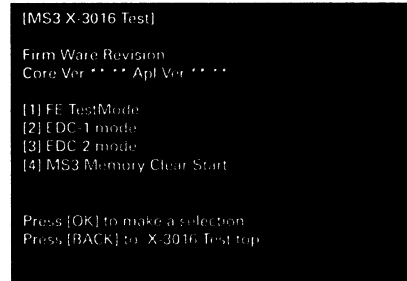 [MS3 X-3016 Test]
Firm Ware Revision
Core Ver ** ** Apl Ver ** **
[1] FE TestMode
[2] EDC-1 mode
[3] EDC 2 mode
[4] MS3 Memory Clear Start
Press [OK] to make a selection
Press [BACK] to X-3016 Test top